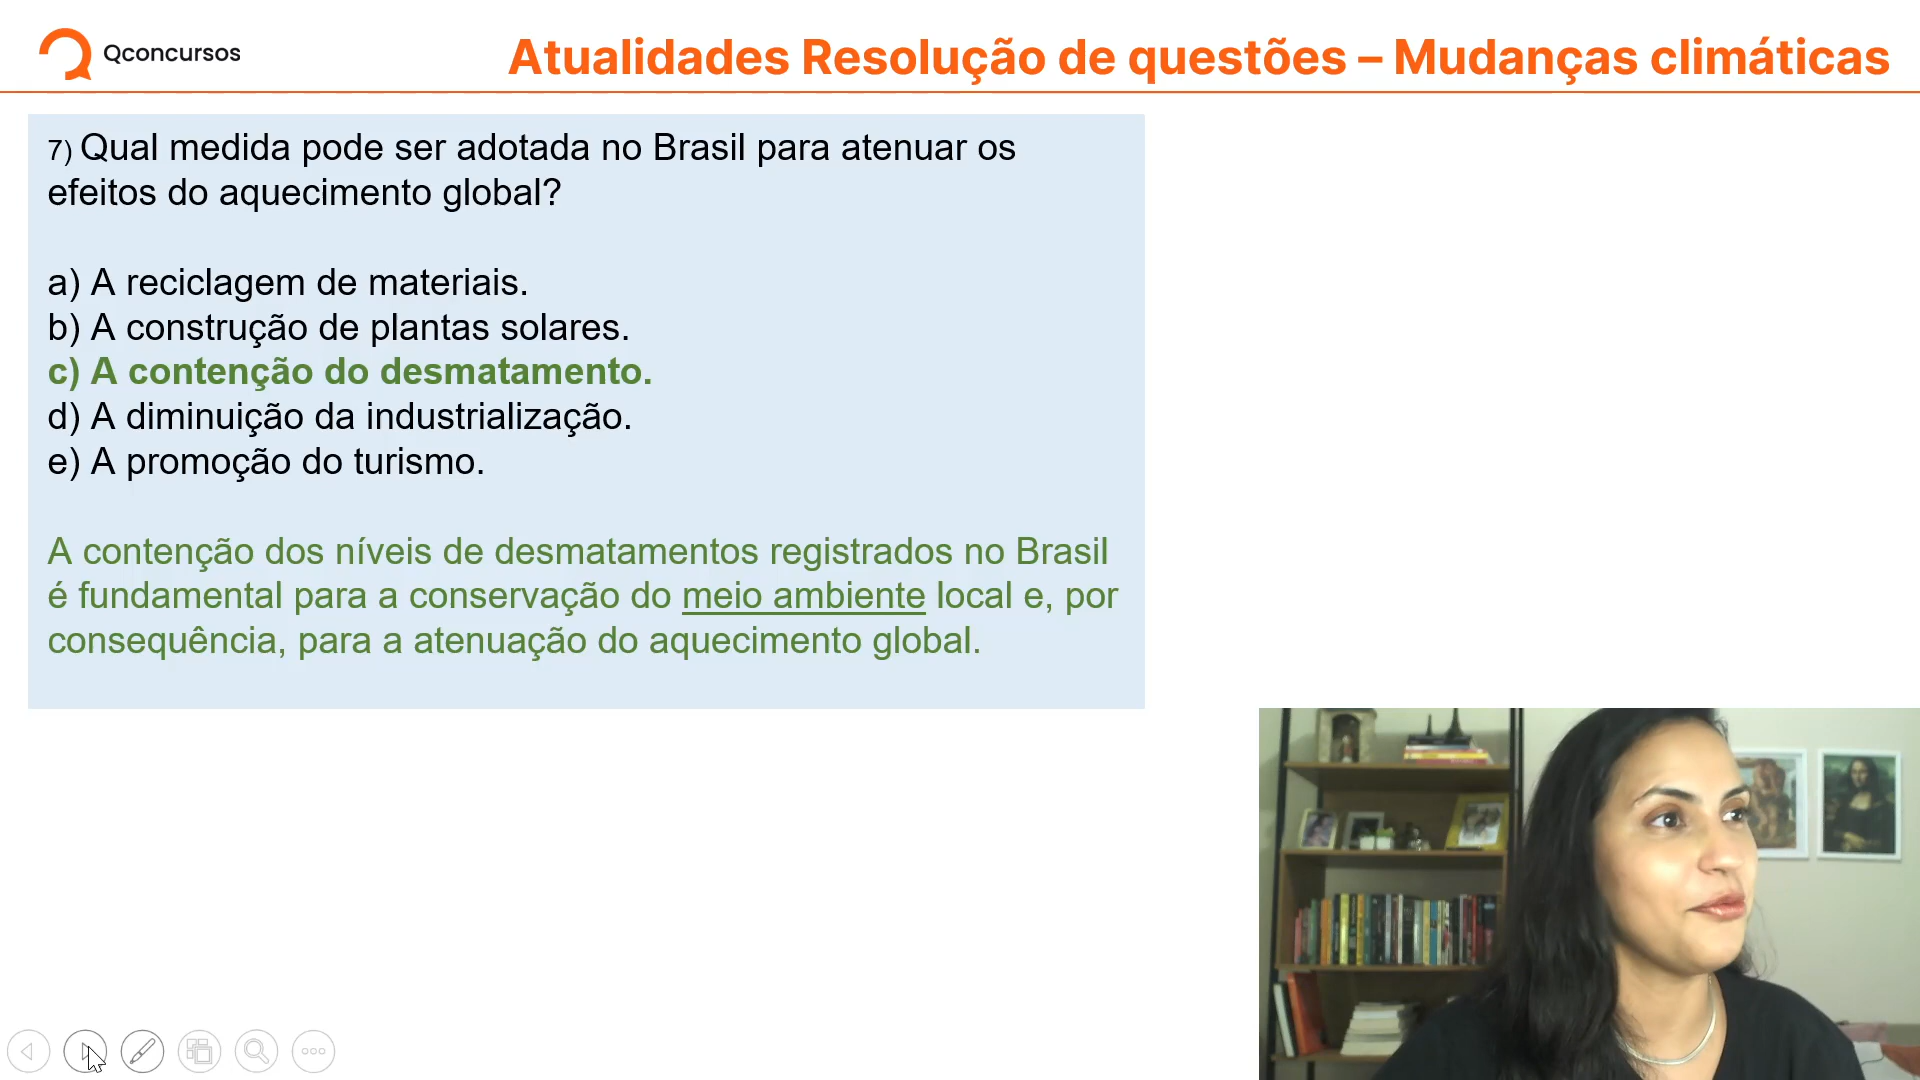 Qconcursos
Atualidades Resolução de questões – Mudanças climáticas
7) Qual medida pode ser adotada no Brasil para atenuar os
efeitos do aquecimento global?
a) A reciclagem de materiais.
b) A construção de plantas solares.
c) A contenção do desmatamento.
d) A diminuição da industrialização.
e) A promoção do turismo.
A contenção dos níveis de desmatamentos registrados no Brasil
é fundamental para a conservação do meio ambiente local e, por
consequência, para a atenuação do aquecimento global.